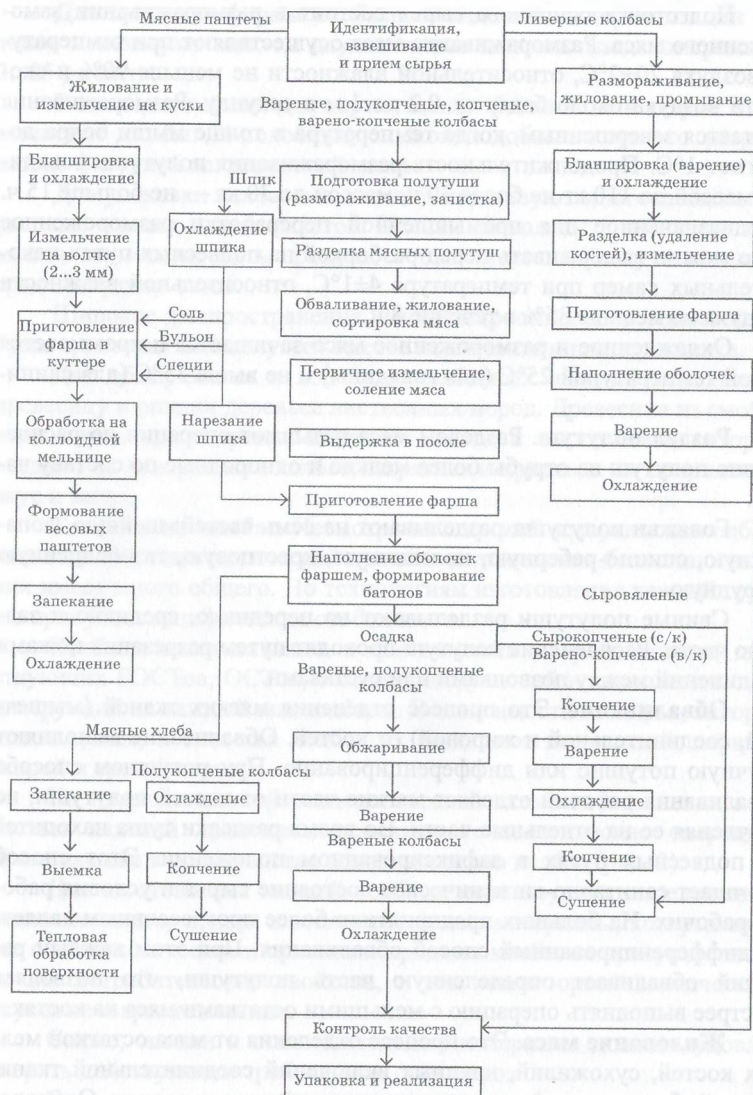 Мясные паштеты
Идентификация,
взвешивание
и прием сырья
Ливерные колбасы
Жилование и
измельчение на куски
Вареные, полукопчёные, копченые,
варено-копченые колбасы
Размораживание,
жилование, промывание
Бланшировка
и охлаждение
Шпик
Подготовка полутуши
(размораживание, зачистка)
Бланшировка (варение)
и охлаждение
Измельчение
на волчке
(2...3 мм)
Охлаждение
шпика
Разделка мясных полутуш
Разделка (удаление
костей), измельчение
Обваливание, жилование,
сортировка мяса
Соль
Бульон
Специи
Приготовление
фарша в
куттере
Приготовление фарша
Первичное измельчение,
соление мяса
Наполнение оболочек
Обработка на
коллоидной
мельнице
Нарезание
шпика
Выдержка в посоле
Варение
Охлаждение
Приготовление фарша
Формование
весовых
паштетов
Наполнение оболочек
фаршем, формирование
батонов
Запекание
Сыровяленые
Осадка
Сырокопченые (с/к)
Варено-копченые (в/к)
Охлаждение
Вареные, полукопченые
колбасы
Копчение
Мясные хлеба
Обжаривание
Варение
Полукопченые колбасы
Запекание
Охлаждение
Варение
Охлаждение
Вареные колбасы
Выемка
Копчение
Варение
Копчение
Сушение
Тепловая
обработка
поверхности
Сушение
Охлаждение
Контроль качества
Упаковка и реализация